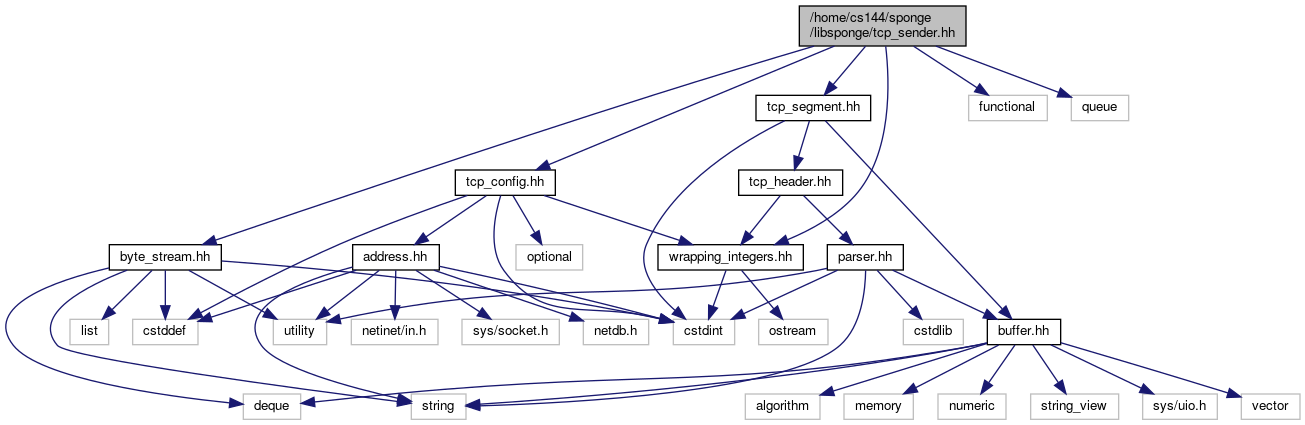 /home/cs144/sponge
/libsponge/tcp_sender.hh
tcp_segment.hh
functional
queue
tcp_config.hh
tcp_header.hh
byte_stream.hh
address.hh
optional
wrapping_integers.hh
parser.hh
list
cstddef
utility
netinet/in.h
sys/socket.h
netdb.h
cstdint
ostream
cstdlib
buffer.hh
deque
string
algorithm
memory
numeric
string_view
sys/uio.h
vector